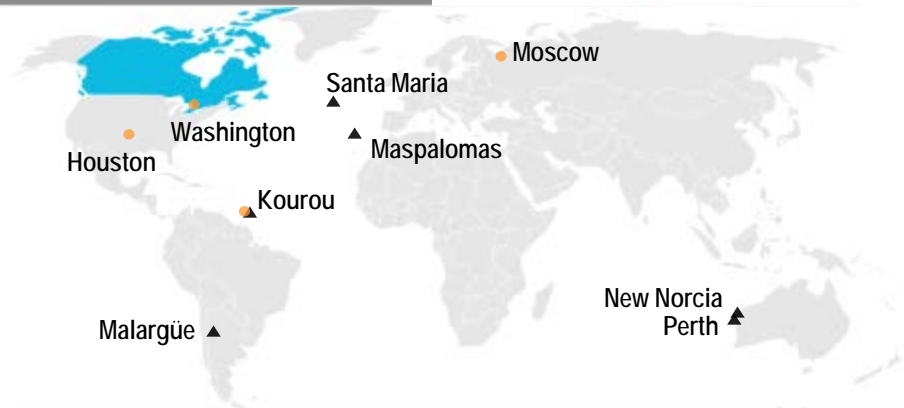 Moscow
Santa Maria
Washington
Maspalomas
Houston
Kourou
New Norcia
Perth
Malargüe